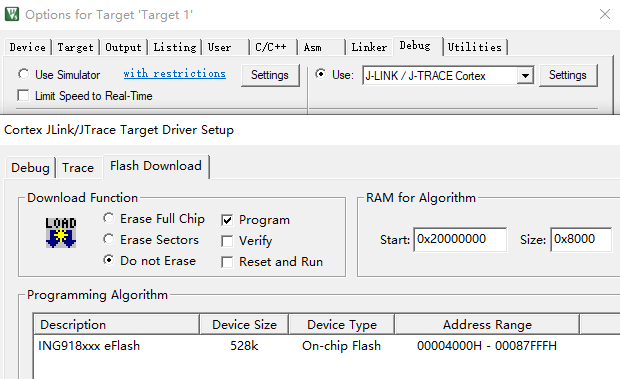 Options for Target 'Target 1'
Device Target Output Listing User C/C++ Asm Linker Debug Utilities
Use Simulator with restrictions Settings Use: J-LINK / J-TRACE Cortex Settings
Limit Speed to Real-Time
Cortex JLink/JTrace Target Driver Setup
Debug Trace Flash Download
Download Function RAM for Algorithm
LOAD Erase Full Chip Program
Erase Sectors Verify Start: 0x20000000 Size: 0x8000
Do not Erase Reset and Run
Programming Algorithm
Description Device Size Device Type Address Range
ING918xxx eFlash 528k On-chip Flash 00004000H - 00087FFFH